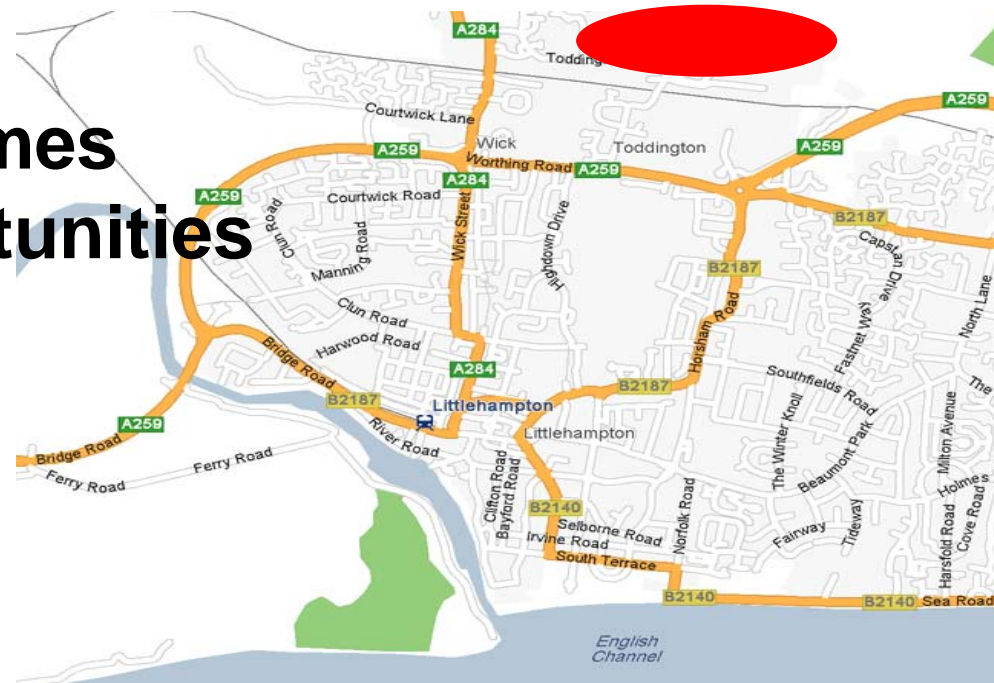 A284
Todding
A259
mes
Courtwick Lane
Wick
Toddington
A259
A259
Worthing Road
A259
A284
A259
Courtwick Road
Wick Street
Highdown Drive
B2187
tunities
Clun Road
Manning Road
Capstan Drive
B2187
North Lane
Clun Road
Horsham Road
Fastnet Way
Harwood Road
Bridge Road
A284
Southfields Road
The
B2187
B2187
Littlehampton
Littlehampton
A259
River Road
The Winter Knoll
Beaumont Park
Milton Avenue
Bridge Road
Ferry Road
Ferry Road
Clifton Road
Bayford Road
Norfolk Road
Holmes
B2140
Selborne Road
Irvine Road
Fairway
Tideway
Harsfold Road
Cove Road
South Terrace
B2140
B2140
Sea Road
English
Channel